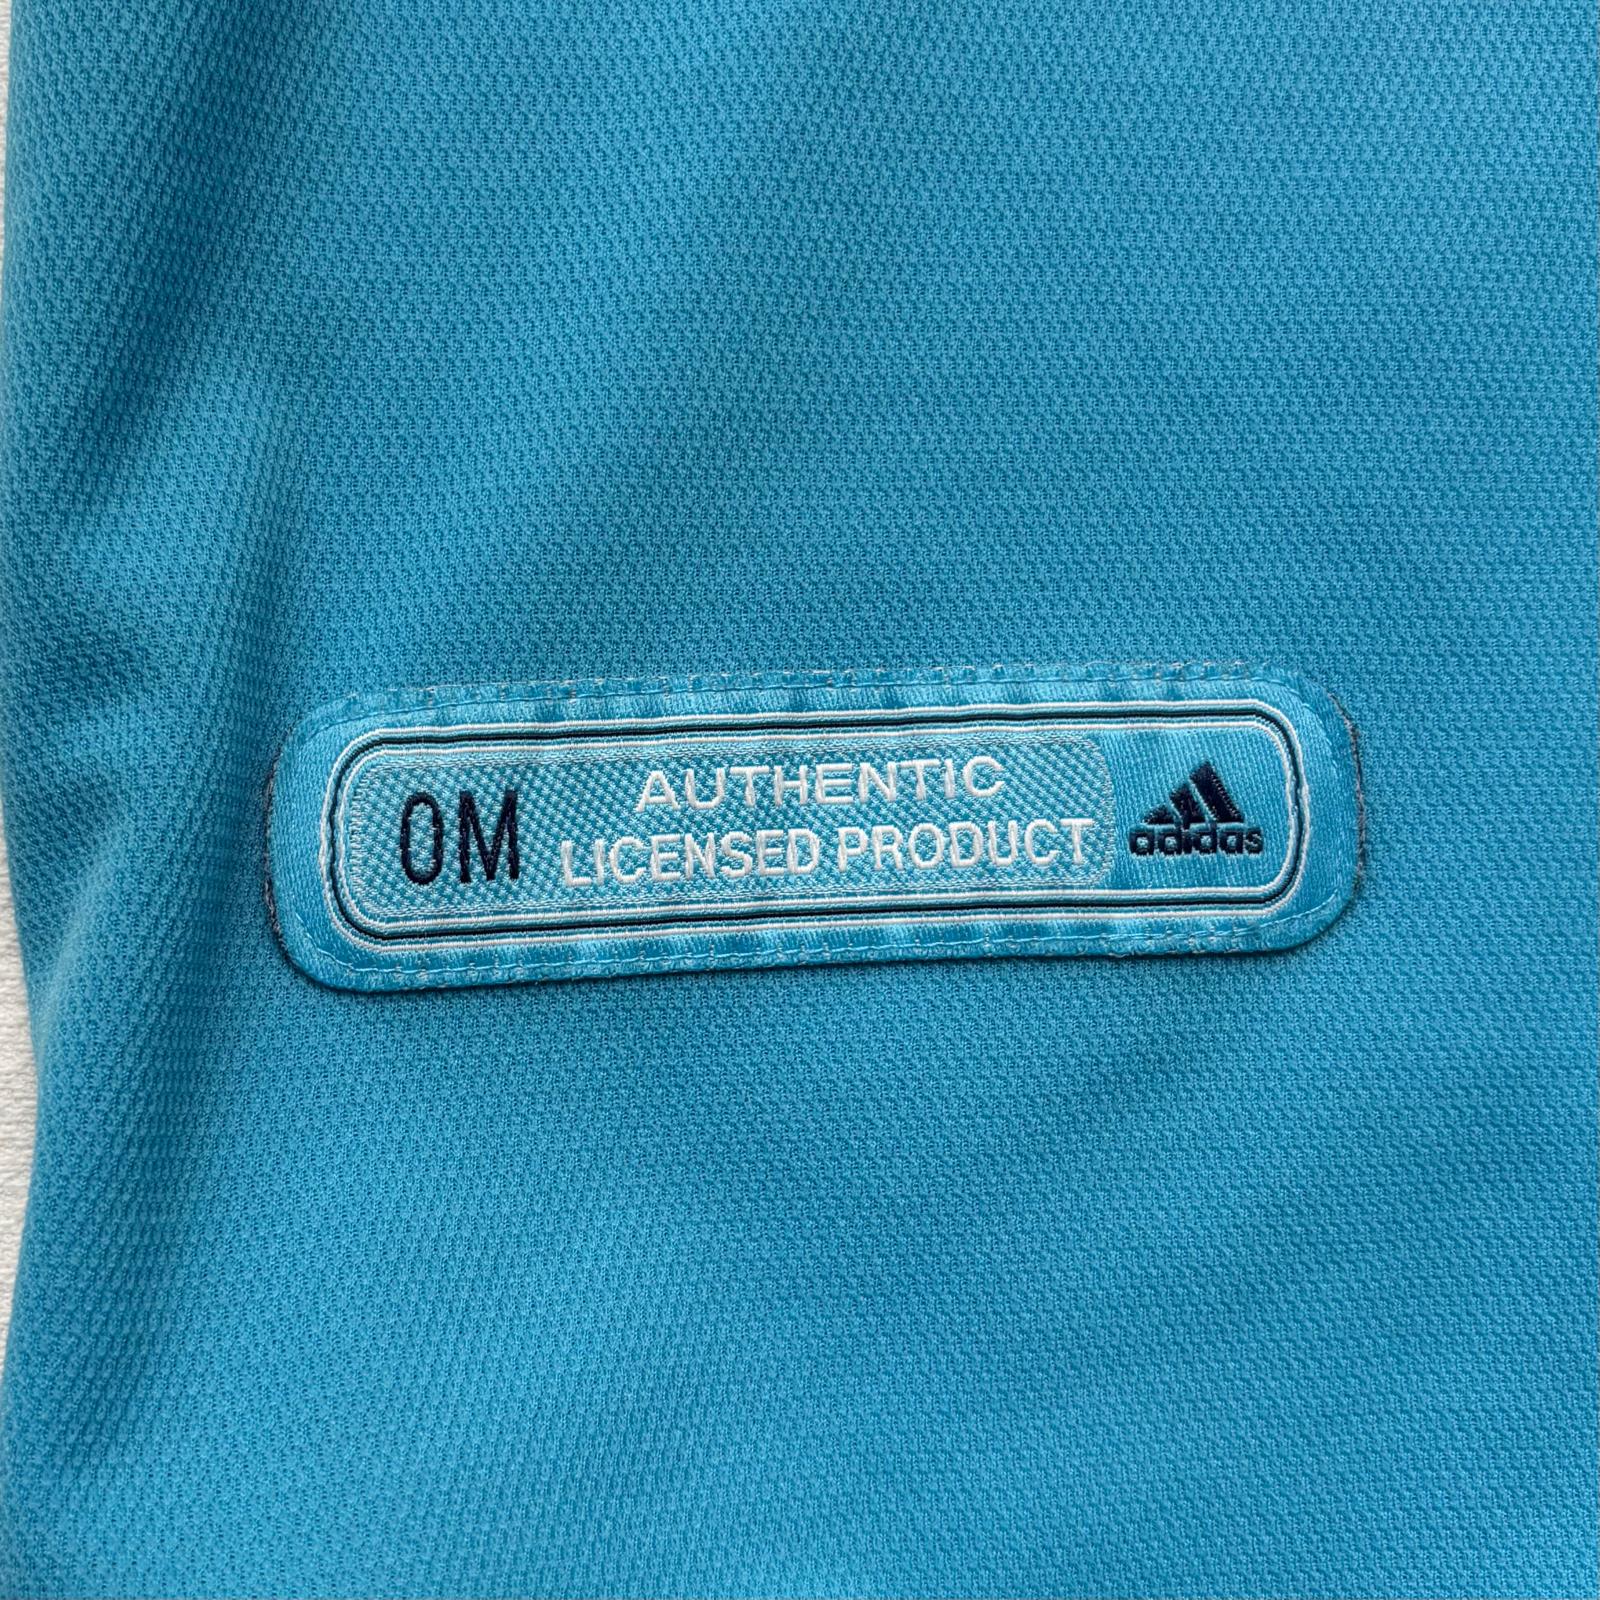 OM
AUTHENTIC
LICENSED PRODUCT
adidas